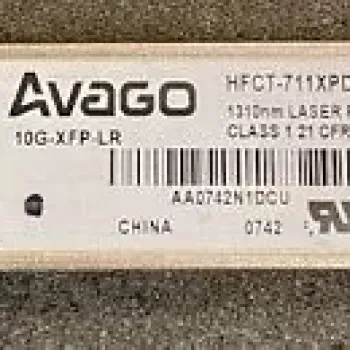 Avago HFCT-711XPD
10G-XFP-LR 1310nm LASER
CLASS 1 21 CFR
AA0742N1DCU
CHINA 0742